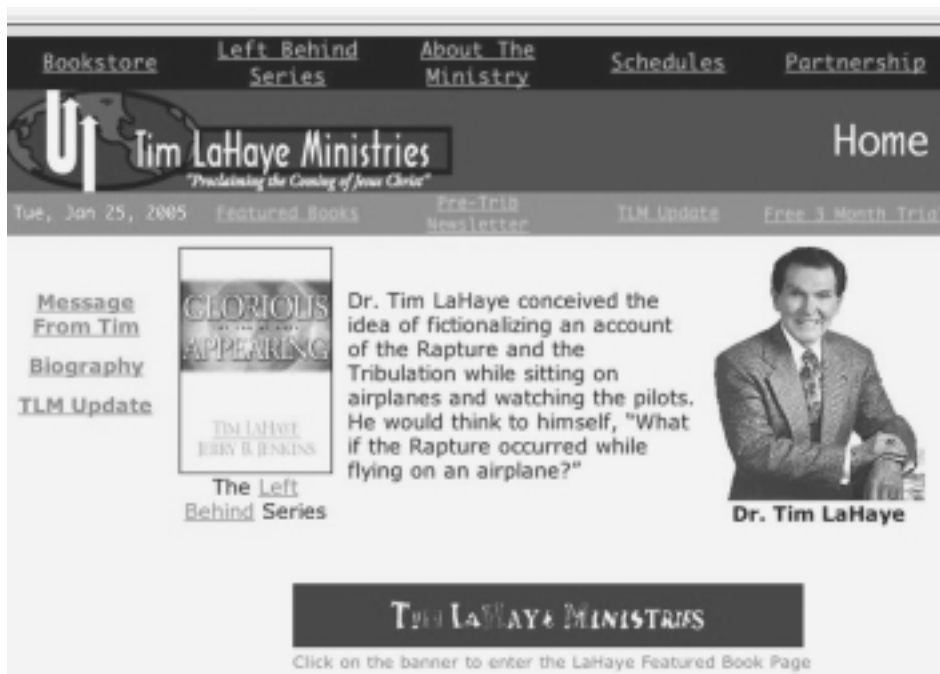 Bookstore
Left Behind
Series
About The
Ministry
Schedules
Partnership
Tim LaHaye Ministries
"Proclaiming the Coming of Jesus Christ"
Home
Tue, Jan 25, 2005
Featured Books
Pre-Trib
Newsletter
TLM Update
Free 3 Month Trial
Message
From Tim
Biography
TLM Update
GLORIOUS
APPEARING
TIM LAHAYE
JERRY B. JENKINS
The Left
Behind Series
Dr. Tim LaHaye conceived the
idea of fictionalizing an account
of the Rapture and the
Tribulation while sitting on
airplanes and watching the pilots.
He would think to himself, "What
if the Rapture occurred while
flying on an airplane?"
Dr. Tim LaHaye
TIM LAHAYE MINISTRIES
Click on the banner to enter the LaHaye Featured Book Page